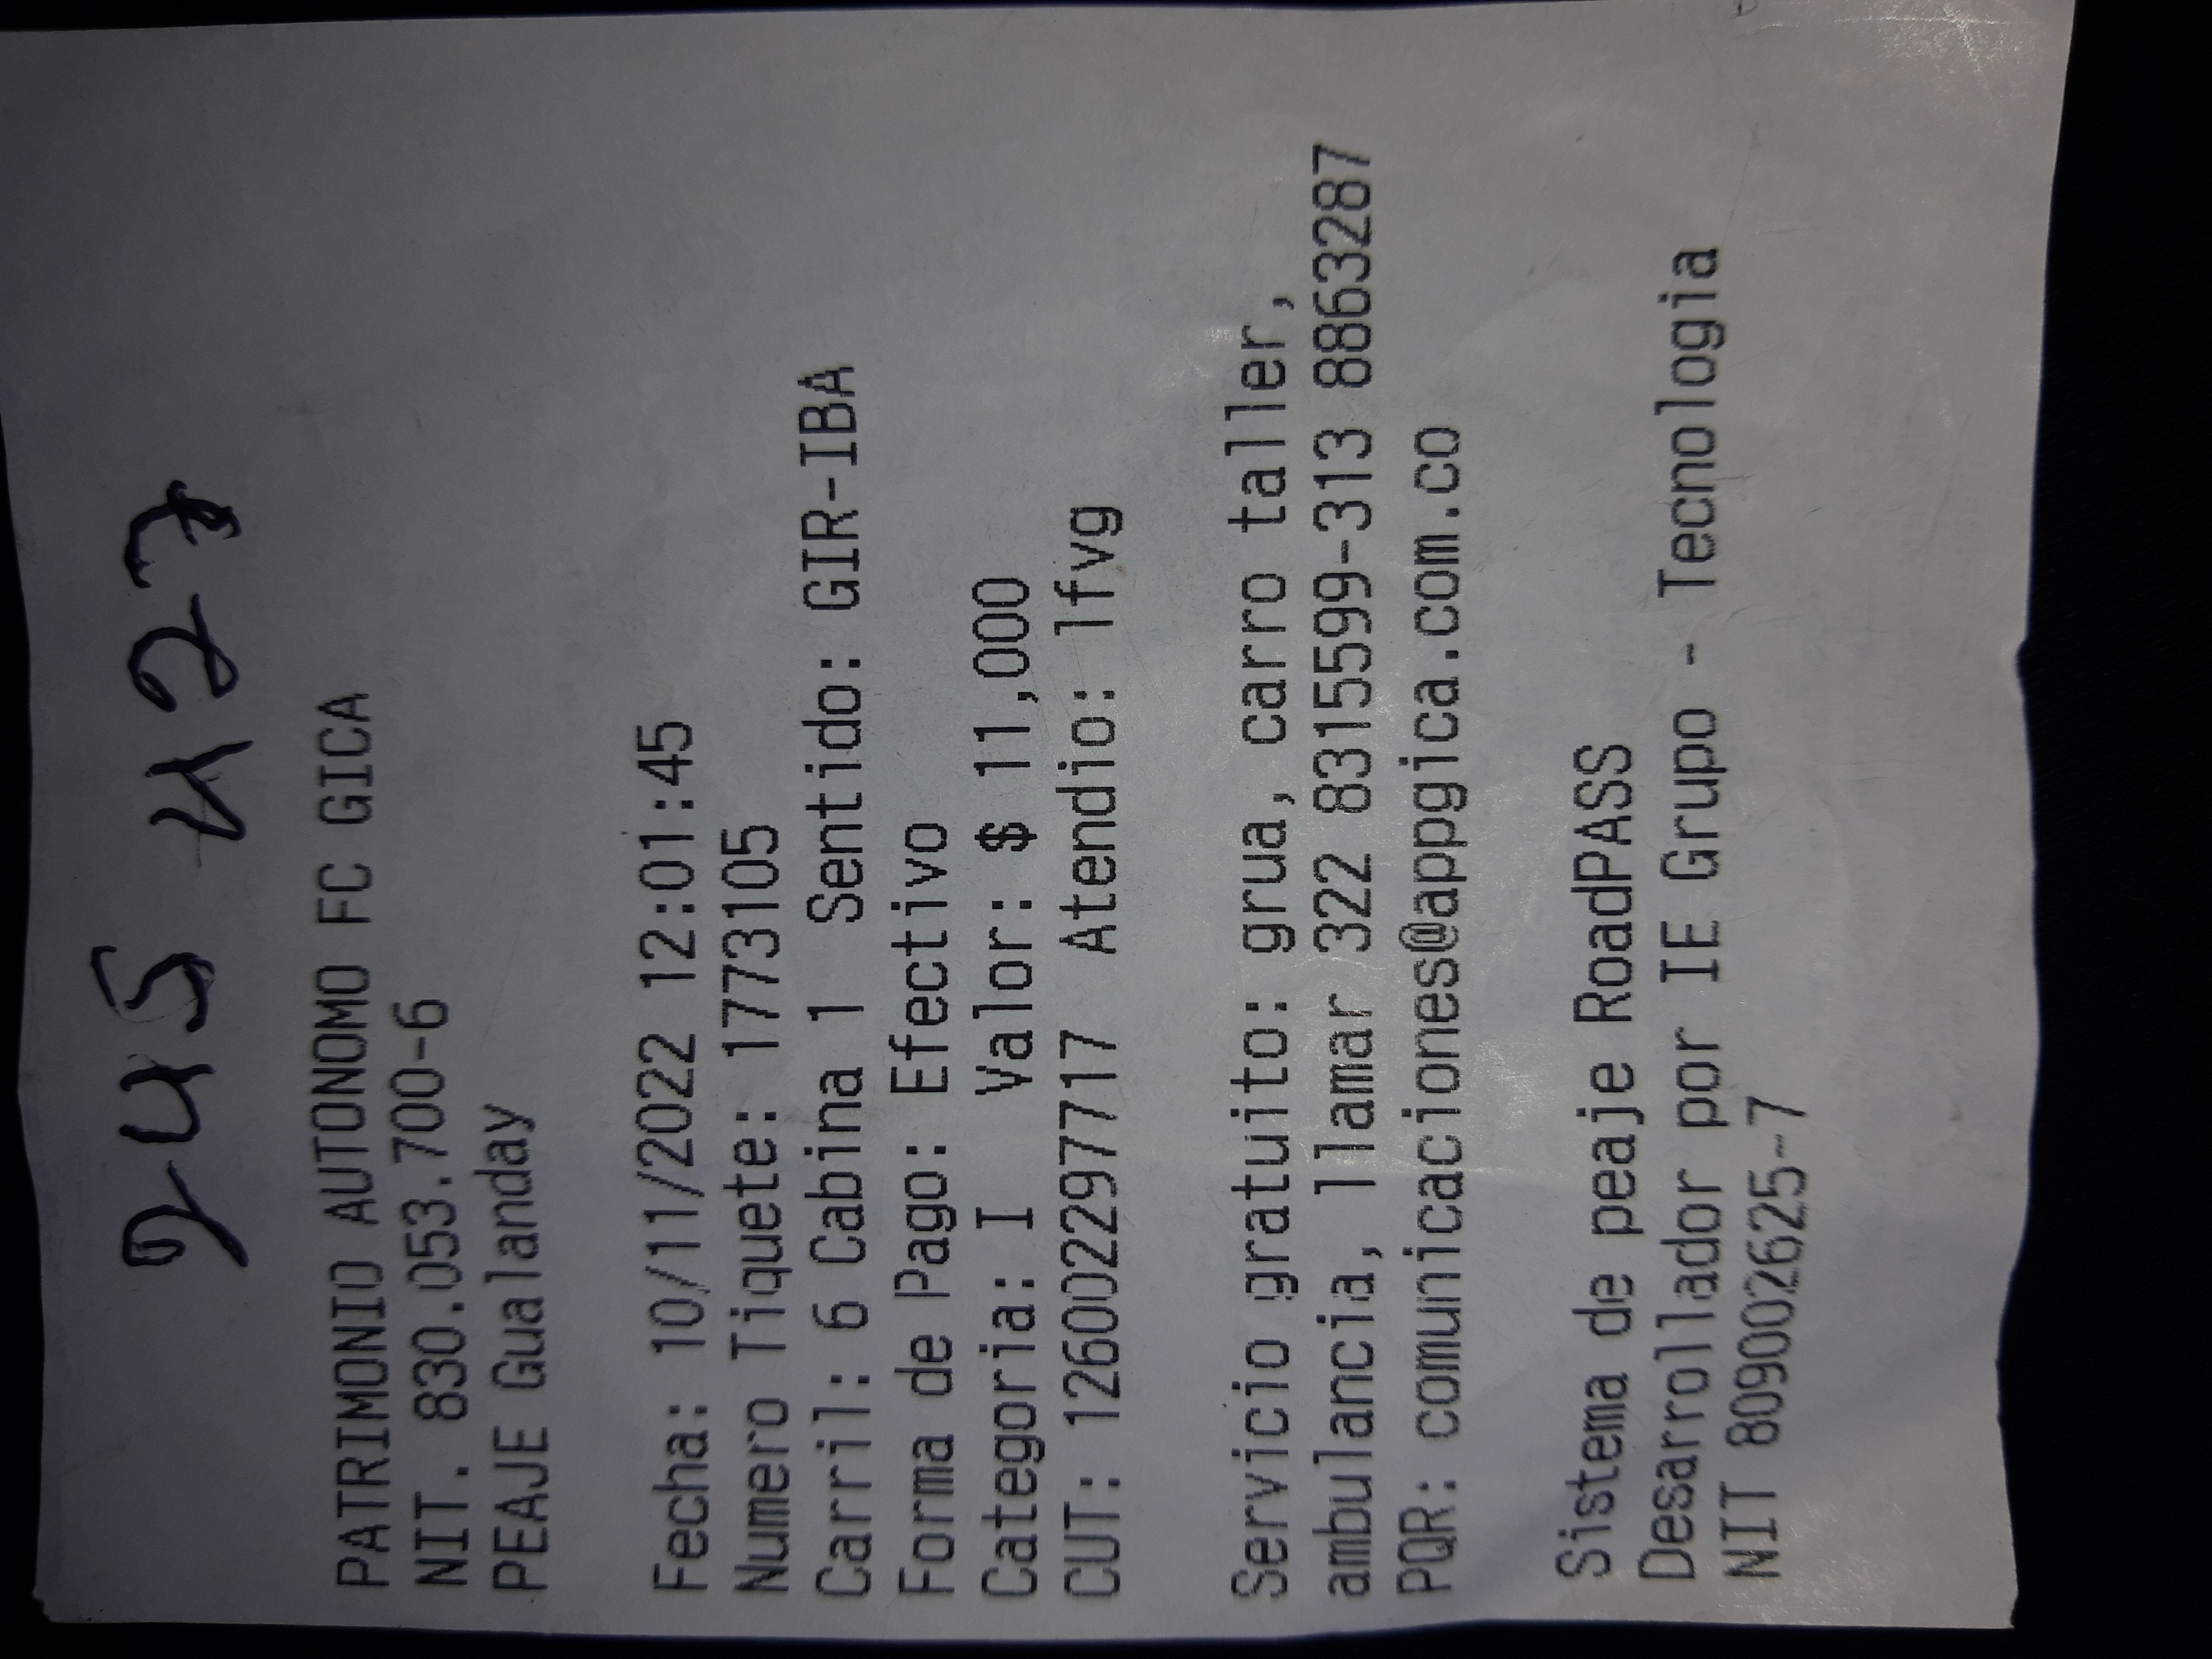 245 427
PATRIMONIO AUTONOMO FC GICA
NIT. 830.053.700-6
PEAJE Gualanday
Fecha: 10/11/2022 12:01:45
Numero Tiquete: 1773105
Carril: 6 Cabina 1 Sentido: GIR-IBA
Forma de Pago: Efectivo
Categoria: I Valor: $ 11,000
CUT: 126002297717 Atendio: lfvg
Servicio gratuito: grua, carro taller,
ambulancia, llamar 322 8315599-313 8863287
PQR: comunicaciones@appgica.com.co
Sistema de peaje RoadPASS
Desarrollador por IE Grupo - Tecnologia
NIT 809002625-7